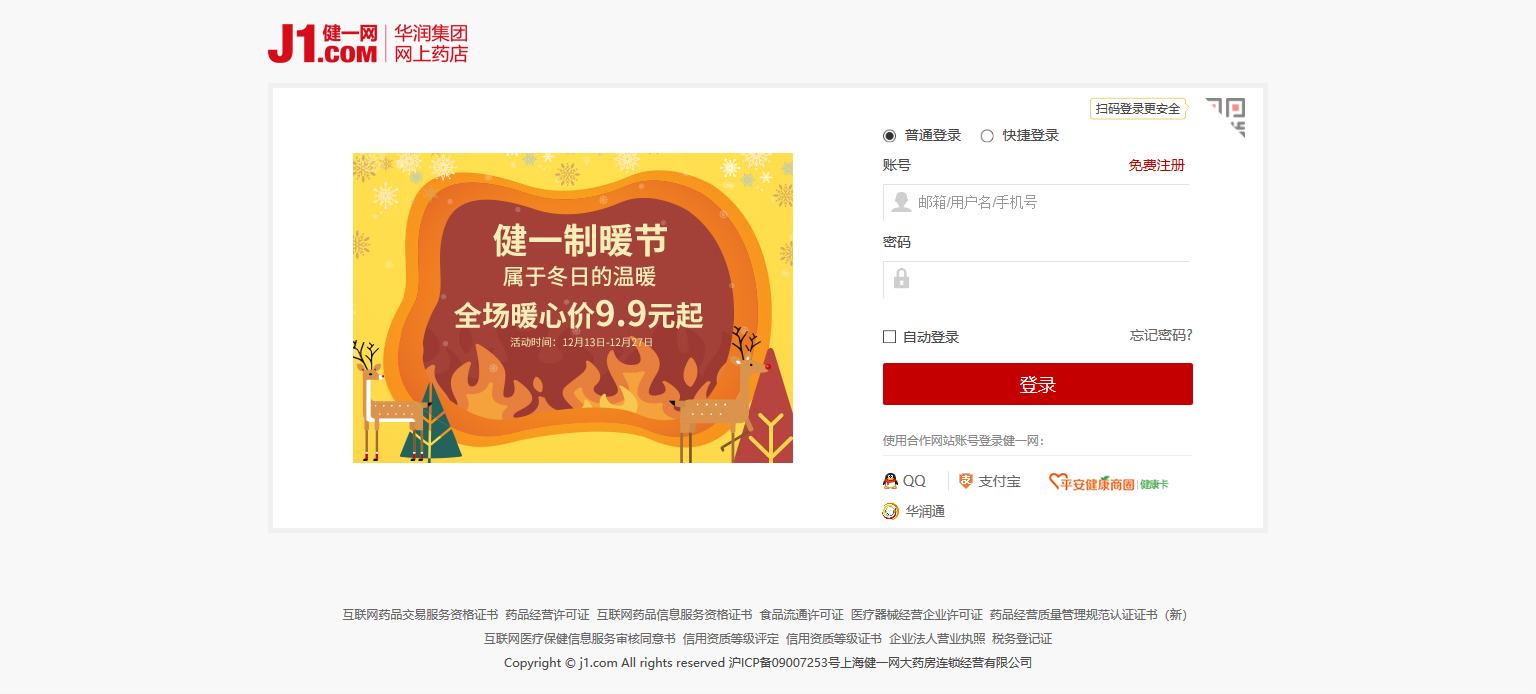 J1.COM 健一网
华润集团
网上药店
扫码登录更安全
普通登录 快捷登录
账号 免费注册
邮箱/用户名/手机号
密码
自动登录 忘记密码?
登录
使用合作网站账号登录健一网：
QQ 支付宝 平安健康商圈 健康卡
华润通
健一制暖节
属于冬日的温暖
全场暖心价9.9元起
活动时间：12月13日-12月27日
互联网药品交易服务资格证书 药品经营许可证 互联网药品信息服务资格证书 食品流通许可证 医疗器械经营企业许可证 药品经营质量管理规范认证证书（新）
互联网医疗保健信息服务审核同意书 信用资质等级评定 信用资质等级证书 企业法人营业执照 税务登记证
Copyright © j1.com All rights reserved 沪ICP备09007253号上海健一网大药房连锁经营有限公司